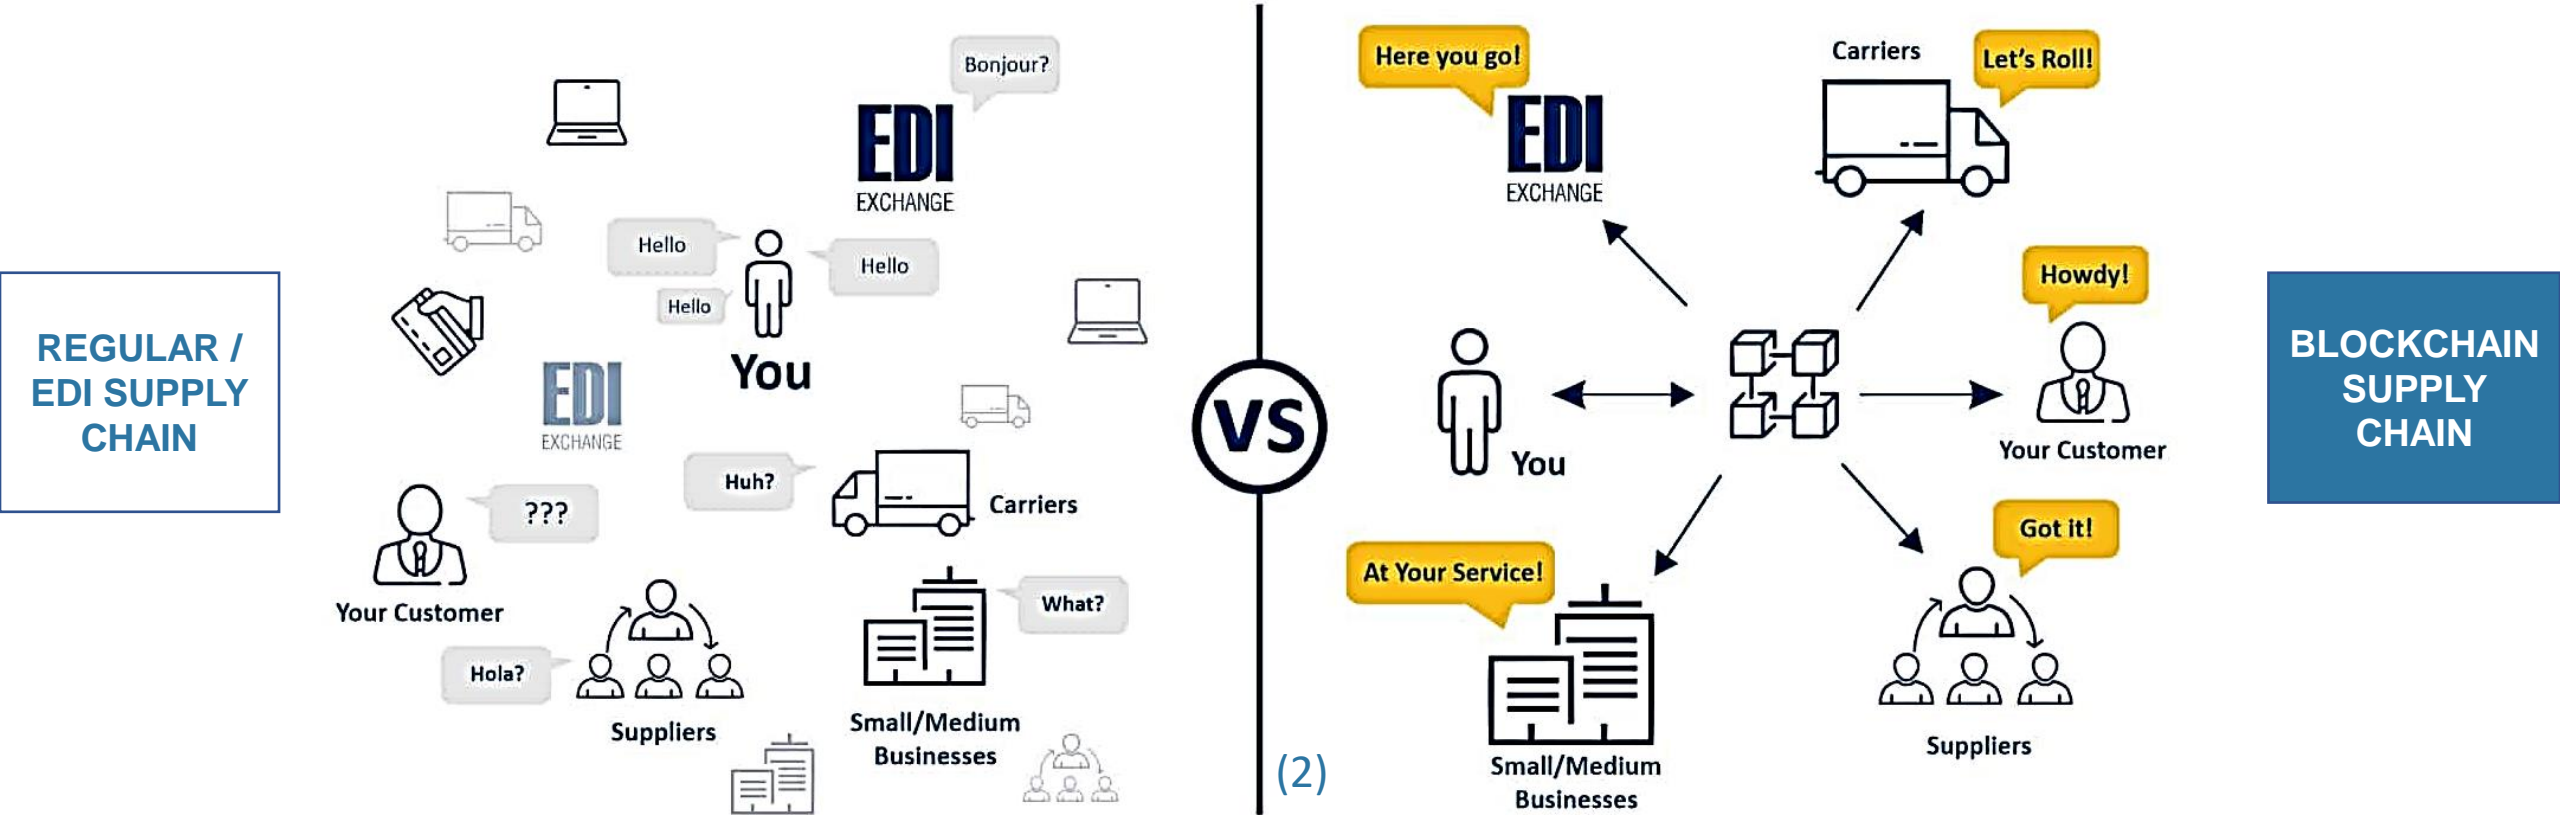 REGULAR /
EDI SUPPLY
CHAIN
Bonjour?
EDI
EXCHANGE
Hello
Hello
Hello
You
EDI
EXCHANGE
???
Huh?
Carriers
Your Customer
What?
Hola?
Suppliers
Small/Medium
Businesses
VS
(2)
Here you go!
EDI
EXCHANGE
Carriers
Let's Roll!
Howdy!
Your Customer
You
Got it!
At Your Service!
Suppliers
Small/Medium
Businesses
BLOCKCHAIN
SUPPLY
CHAIN